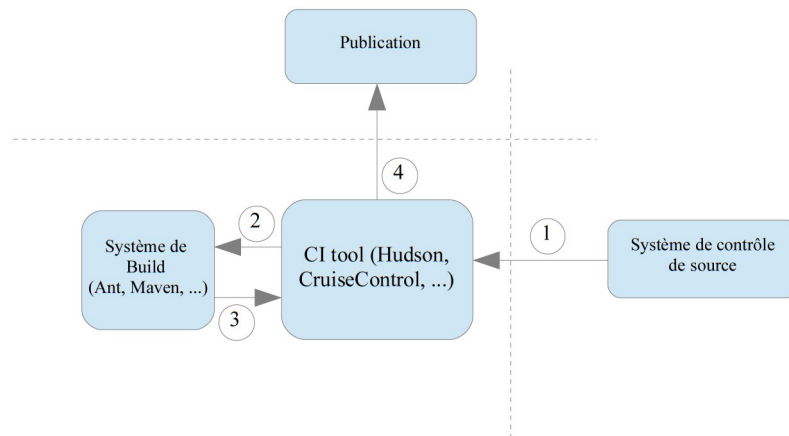 Publication
4
2
Système de
Build
(Ant, Maven, ...)
3
CI tool (Hudson,
CruiseControl, ...)
1
Système de contrôle
de source